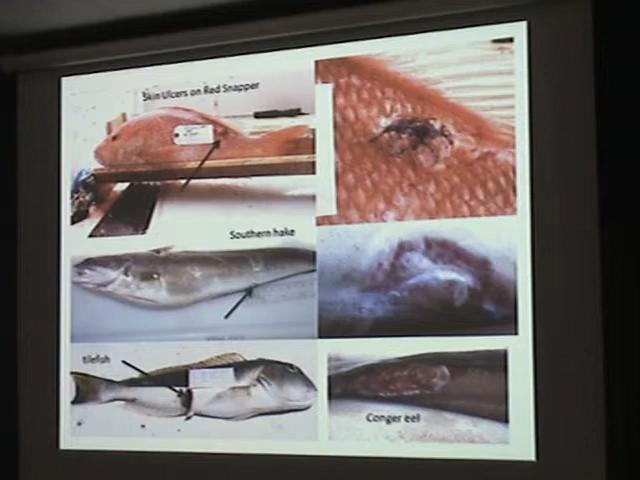 Skin Ulcers on Red Snapper
Southern hake
tilefish
Conger eel